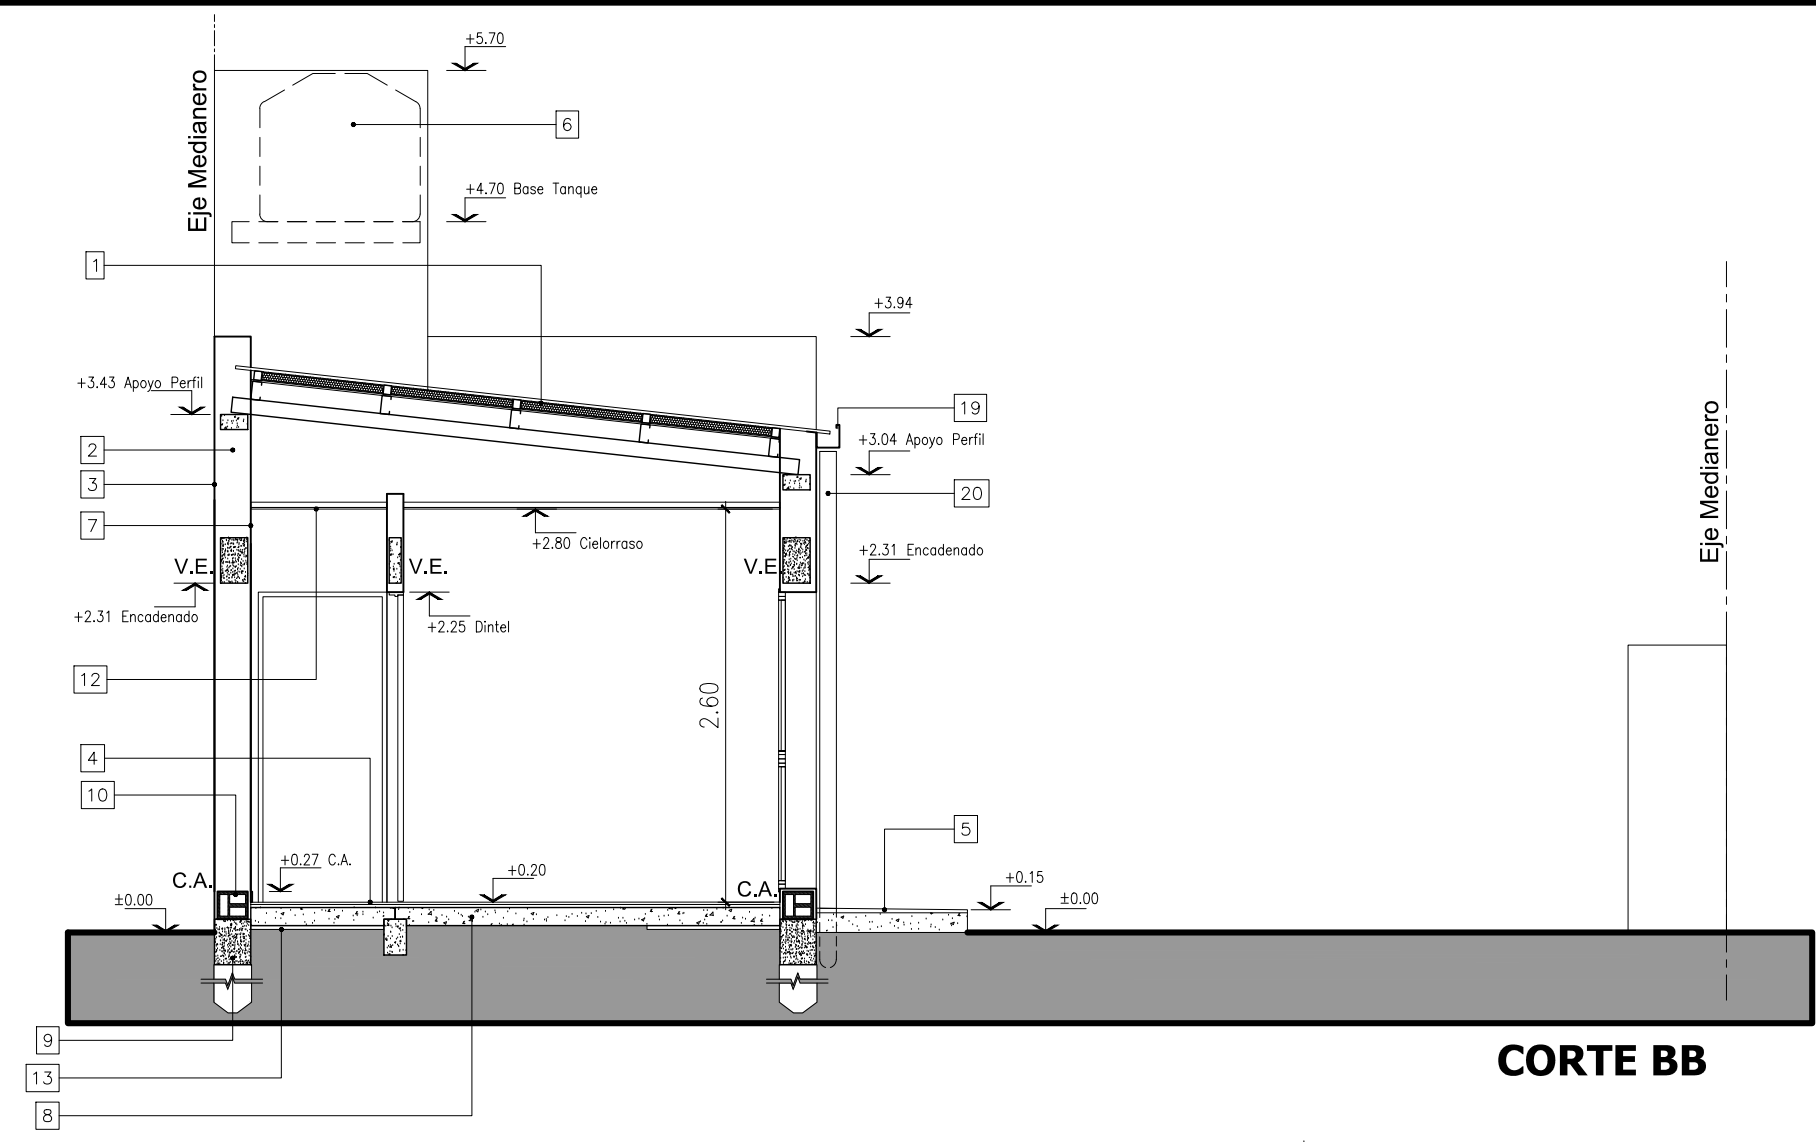 +5.70
Eje Medianero
6
+4.70 Base Tanque
1
+3.94
+3.43 Apoyo Perfil
19
2
+3.04 Apoyo Perfil
3
20
Eje Medianero
7
+2.80 Cielorraso
+2.31 Encadenado
V.E.
V.E.
V.E.
+2.31 Encadenado
+2.25 Dintel
12
2.60
4
10
5
+0.27 C.A.
+0.20
C.A.
C.A.
+0.15
±0.00
±0.00
9
CORTE BB
13
8